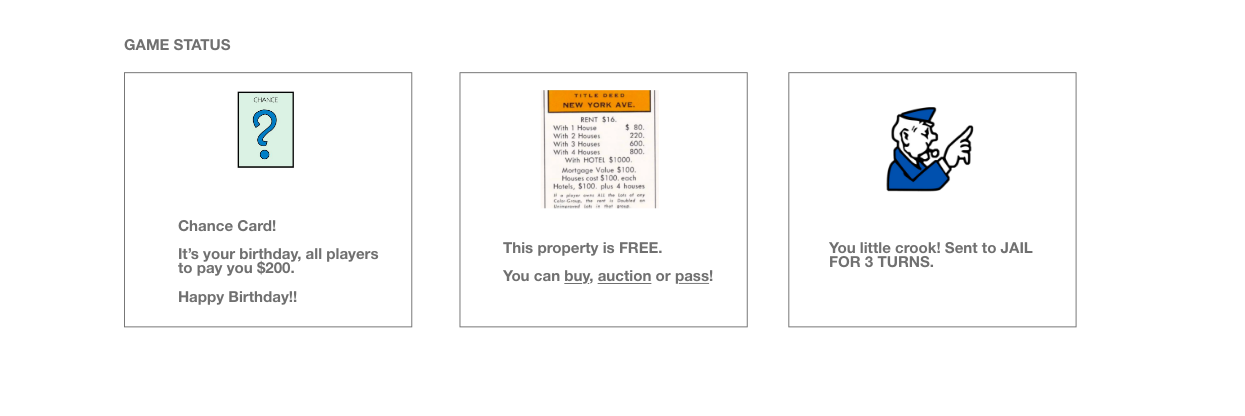 GAME STATUS
CHANCE
?
Chance Card!
It's your birthday, all players
to pay you $200.
Happy Birthday!!
TITLE DEED
NEW YORK AVE.
RENT $16.
With 1 House $ 80.
With 2 Houses 220.
With 3 Houses 600.
With 4 Houses 800.
With HOTEL $1000.
Mortgage Value $100.
Houses cost $100. each
Hotels, $100. plus 4 houses
If a player owns ALL the Lots of any
Color-Group, the rent is Doubled on
Unimproved Lots in that group.
This property is FREE.
You can buy, auction or pass!
You little crook! Sent to JAIL
FOR 3 TURNS.